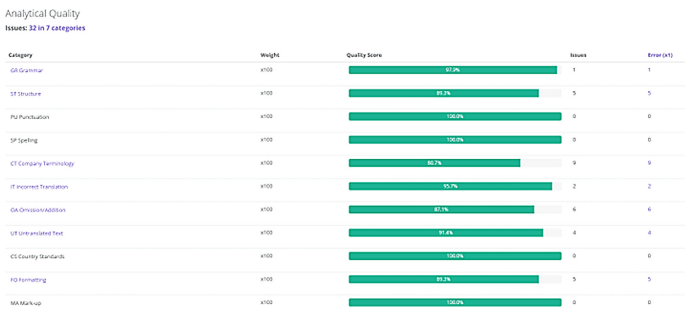 Analytical Quality
Issues: 32 in 7 categories
Category Weight Quality Score Issues Error (x1)
GR Grammar x100 97.9% 1 1
ST Structure x100 89.3% 5 5
PU Punctuation x100 100.0% 0 0
SP Spelling x100 100.0% 0 0
CT Company Terminology x100 80.7% 9 9
IT Incorrect Translation x100 95.7% 2 2
OA Omission/Addition x100 87.1% 6 6
UT Untranslated Text x100 91.4% 4 4
CS Country Standards x100 100.0% 0 0
FO Formatting x100 89.3% 5 5
MA Mark-up x100 100.0% 0 0